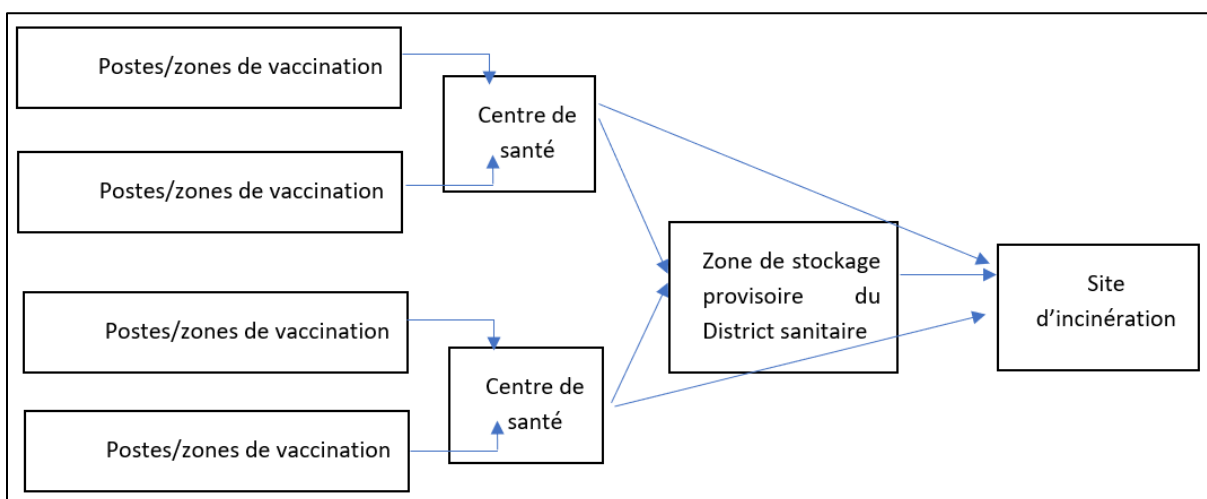 Postes/zones de vaccination
Centre de
santé
Postes/zones de vaccination
Zone de stockage
provisoire du
District sanitaire
Site
d’incinération
Postes/zones de vaccination
Centre de
santé
Postes/zones de vaccination